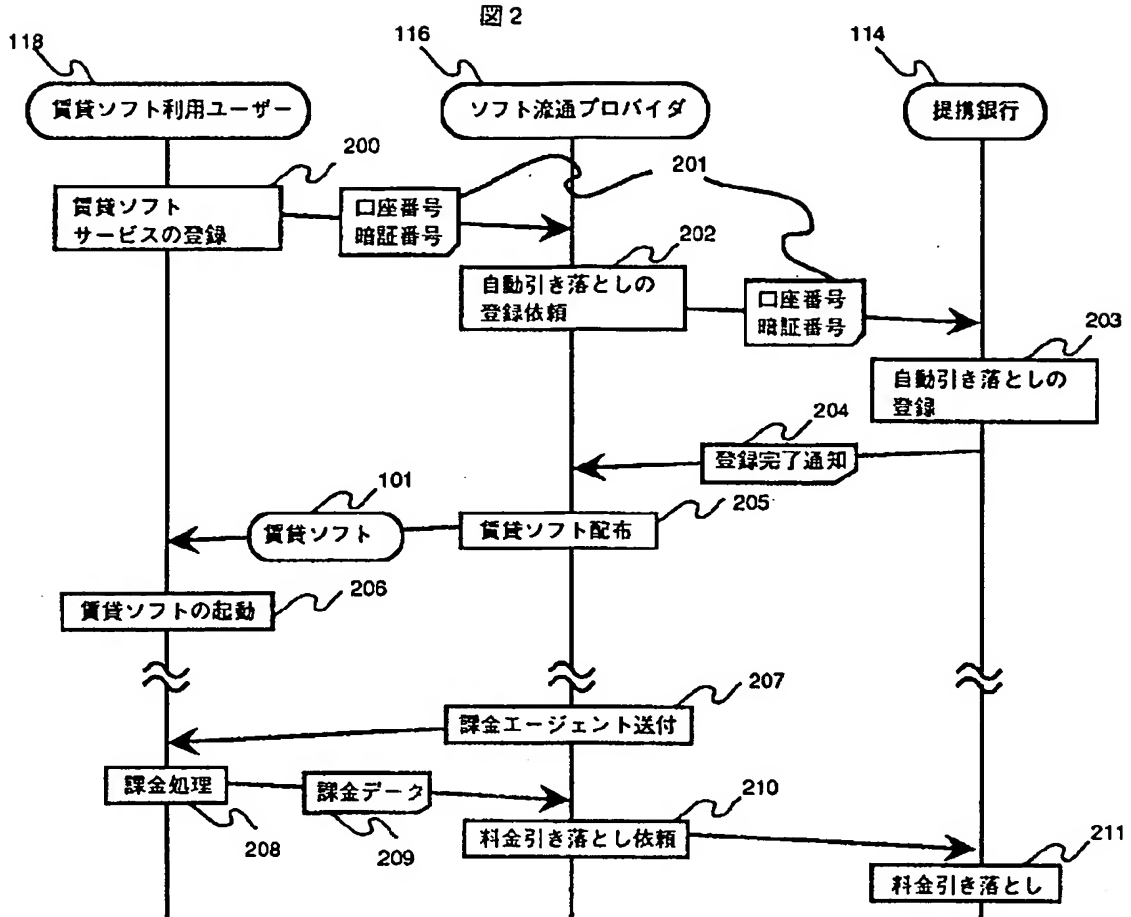 図2
118
116
114
賃貸ソフト利用ユーザー
ソフト流通プロバイダ
提携銀行
200
201
賃貸ソフト
サービスの登録
口座番号
暗証番号
202
自動引き落としの
登録依頼
口座番号
暗証番号
203
自動引き落としの
登録
204
登録完了通知
101
205
賃貸ソフト
賃貸ソフト配布
206
賃貸ソフトの起動
207
課金エージェント送付
課金処理
課金データ
210
208
209
料金引き落とし依頼
211
料金引き落とし